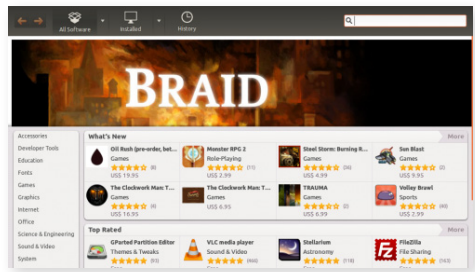 All Software
Installed
History
BRAID
Accessories
Developer Tools
Education
Fonts
Games
Graphics
Internet
Office
Science & Engineering
Sound & Video
System
What's New
More
Oil Rush (pre-order, bet...
Games
US$ 2.99
Monster RPG 2
Role-Playing
(11)
US$ 2.99
Steel Storm: Burning R...
Games
US$ 4.99
Sun Blast
Games
US$ 9.95
The Clockwork Man: T...
Games
US$ 16.95
The Clockwork Man: T...
Games
US$ 6.95
TRAUMA
Games
US$ 6.99
Volley Brawl
Sports
US$ 2.99
Top Rated
More
GParted Partition Editor
Themes & Tweaks
VLC media player
Sound & Video
Stellarium
Astronomy
FileZilla
File Sharing